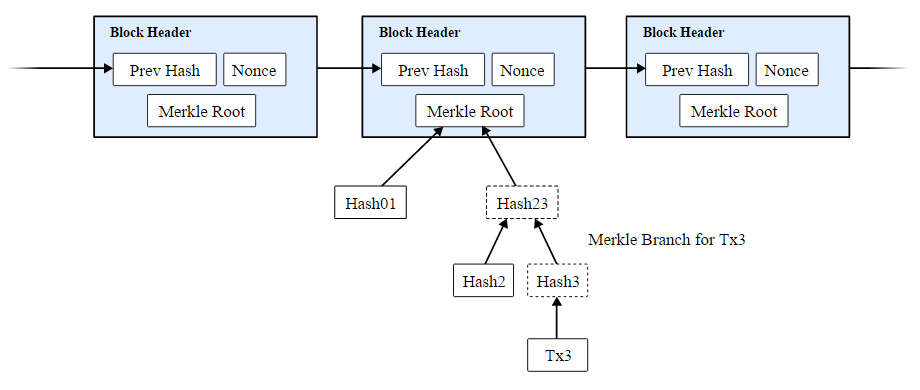 Block Header
Prev Hash
Nonce
Merkle Root
Block Header
Prev Hash
Nonce
Merkle Root
Block Header
Prev Hash
Nonce
Merkle Root
Hash01
Hash23
Merkle Branch for Tx3
Hash2
Hash3
Tx3